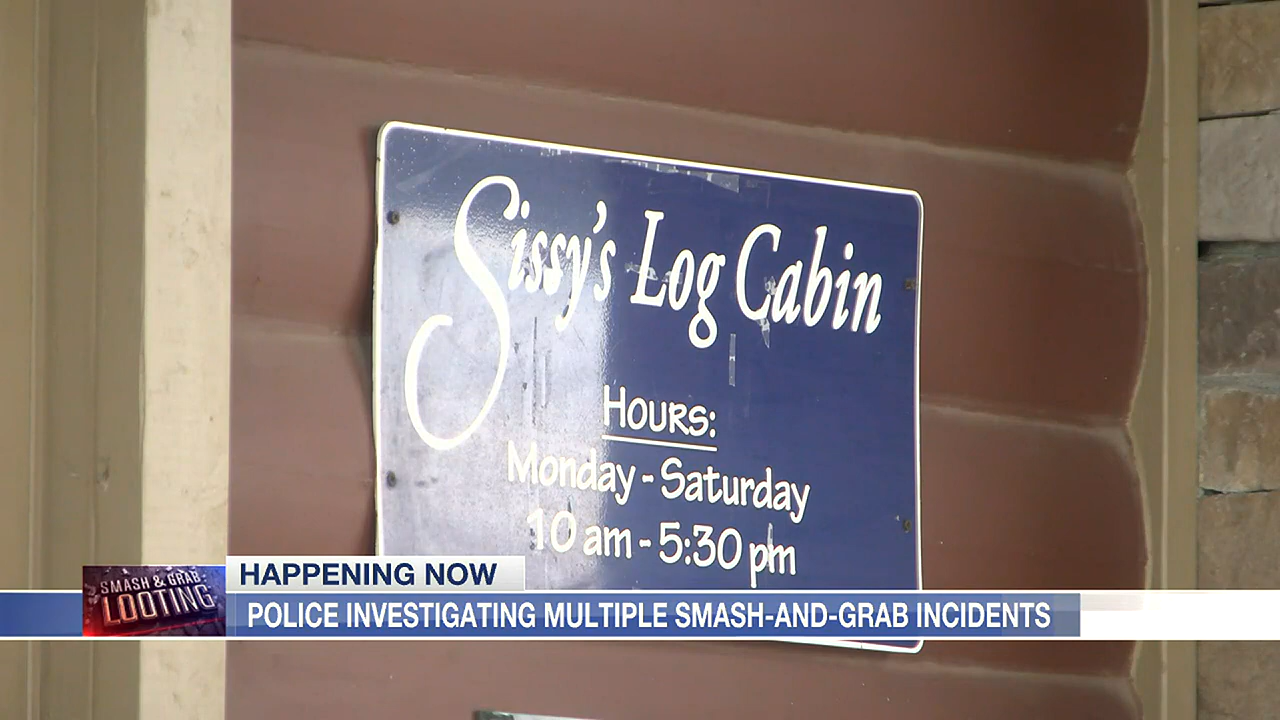 Sissy's Log Cabin
Hours:
Monday - Saturday
10 am - 5:30 pm
HAPPENING NOW
SMASH & GRAB
LOOTING
POLICE INVESTIGATING MULTIPLE SMASH-AND-GRAB INCIDENTS